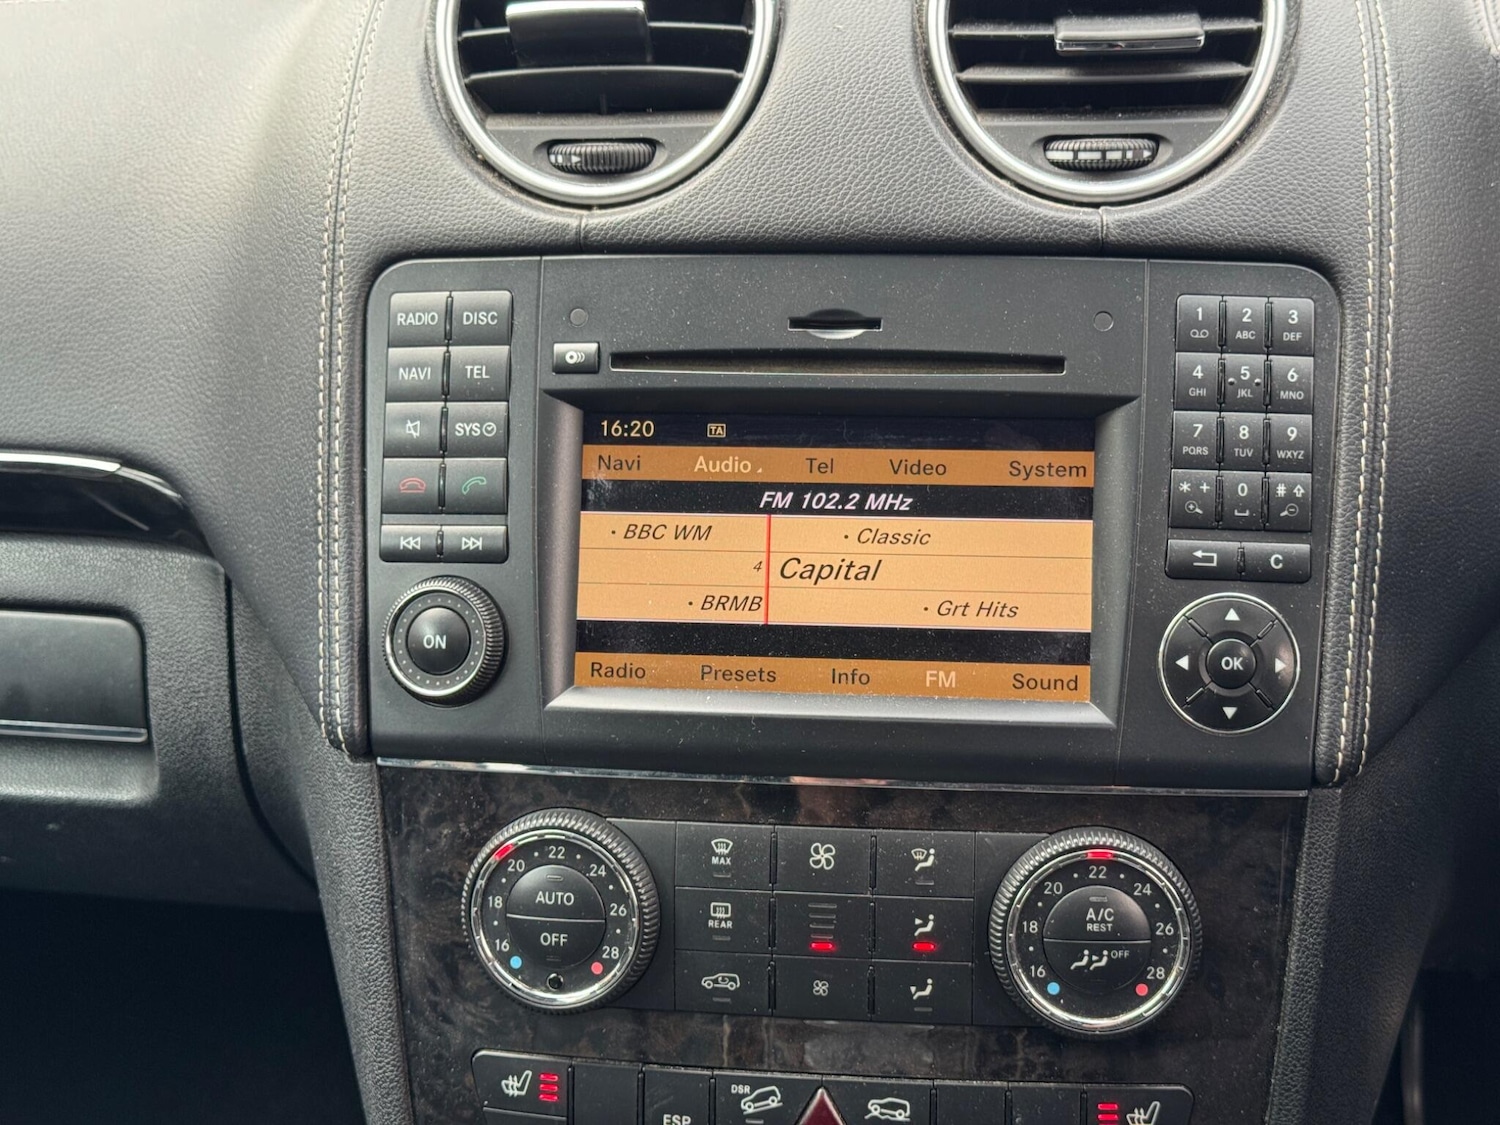 RADIO DISC
NAVI TEL
SYS
ON
16:20 TA
Navi Audio Tel Video System
FM 102.2 MHz
· BBC WM · Classic
4 Capital
· BRMB · Grt Hits
Radio Presets Info FM Sound
1 2 ABC 3 DEF
4 GHI 5 JKL 6 MNO
7 PQRS 8 TUV 9 WXYZ
* + 0 #
C
OK
16 18 20 22 24 26 28
AUTO
OFF
MAX
REAR
16 18 20 22 24 26 28
A/C
REST
OFF
ESP
DSR